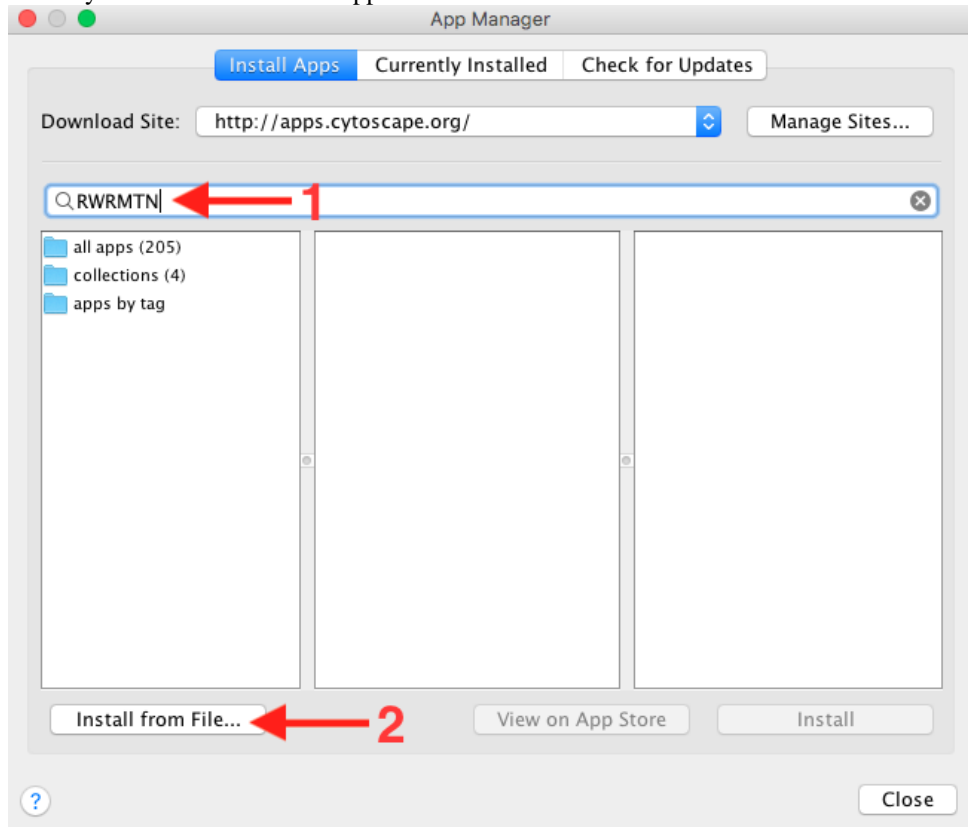 App Manager
Install Apps Currently Installed Check for Updates
Download Site: http://apps.cytoscape.org/ Manage Sites...
RWRMTN 1
all apps (205)
collections (4)
apps by tag
Install from File... 2 View on App Store Install
? Close